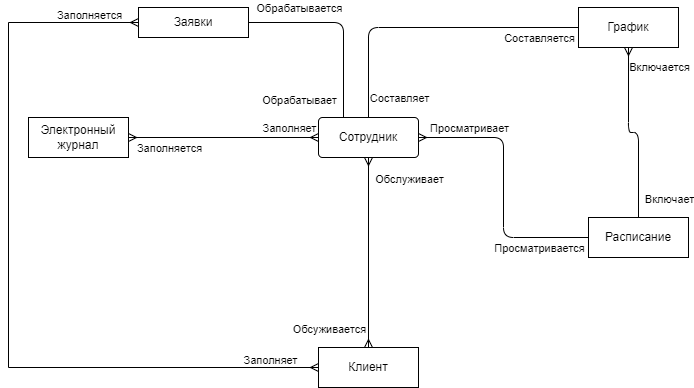 Заполняется
Заявки
Обрабатывается
График
Составляется
Включается
Обрабатывает
Составляет
Электронный
журнал
Заполняется
Заполняет
Сотрудник
Просматривает
Обслуживает
Включает
Просматривается
Расписание
Обсуживается
Заполняет
Клиент